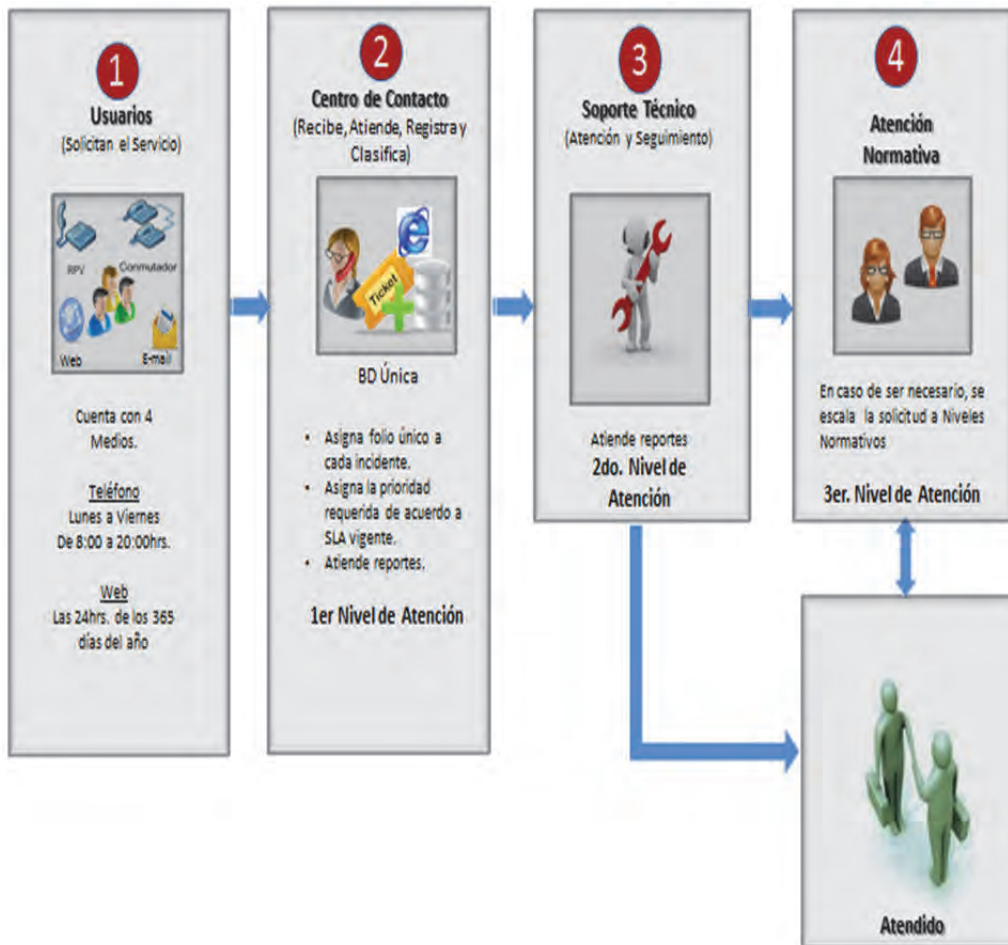 1
Usuarios
(Solicitan el Servicio)
RPV
Conmutador
Web
E-mail
Cuenta con 4
Medios.
Teléfono
Lunes a Viernes
De 8:00 a 20:00hrs.
Web
Las 24hrs. de los 365
días del año
2
Centro de Contacto
(Recibe, Atiende, Registra y
Clasifica)
Ticket
BD Única
• Asigna folio único a
cada incidente.
• Asigna la prioridad
requerida de acuerdo a
SLA vigente.
• Atiende reportes.
1er Nivel de Atención
3
Soporte Técnico
(Atención y Seguimiento)
Atiende reportes
2do. Nivel de
Atención
4
Atención
Normativa
En caso de ser necesario, se
escala la solicitud a Niveles
Normativos
3er. Nivel de Atención
Atendido